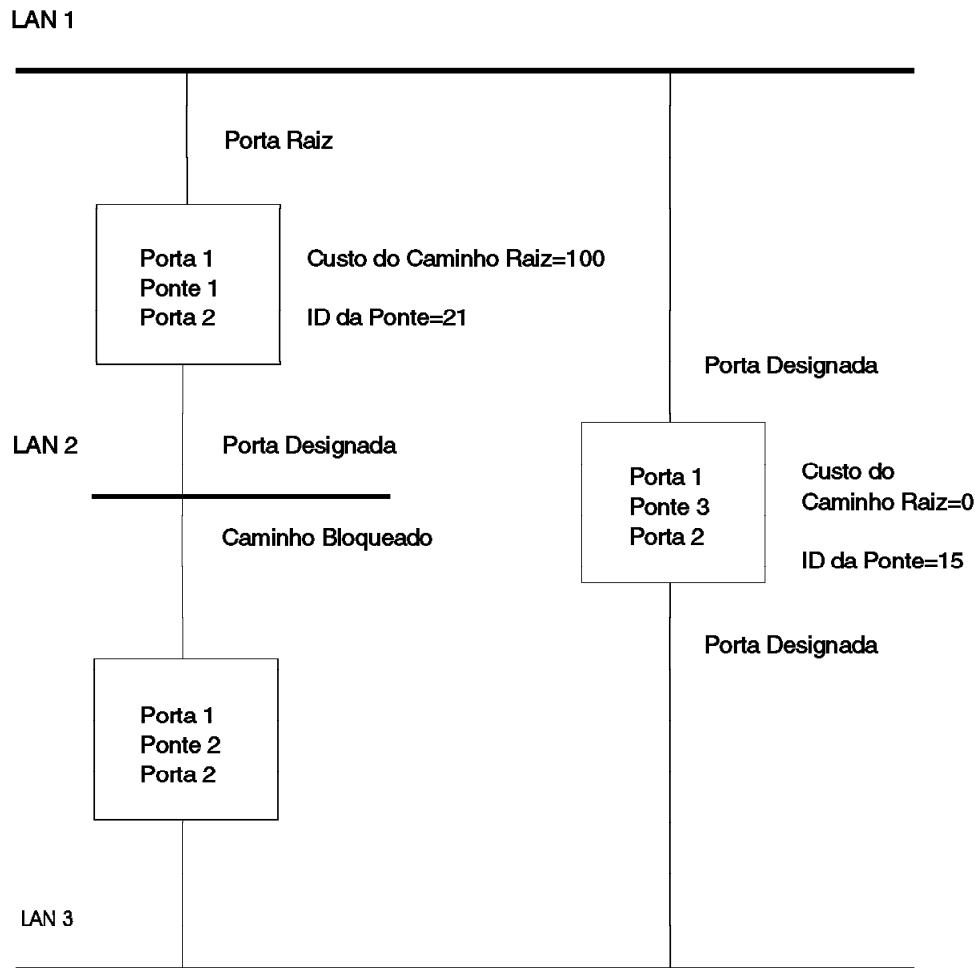 LAN 1
Porta Raiz
Porta 1
Ponte 1
Porta 2
Custo do Caminho Raiz=100
ID da Ponte=21
Porta Designada
LAN 2
Porta Designada
Porta 1
Ponte 3
Porta 2
Custo do
Caminho Raiz=0
ID da Ponte=15
Caminho Bloqueado
Porta Designada
Porta 1
Ponte 2
Porta 2
LAN 3